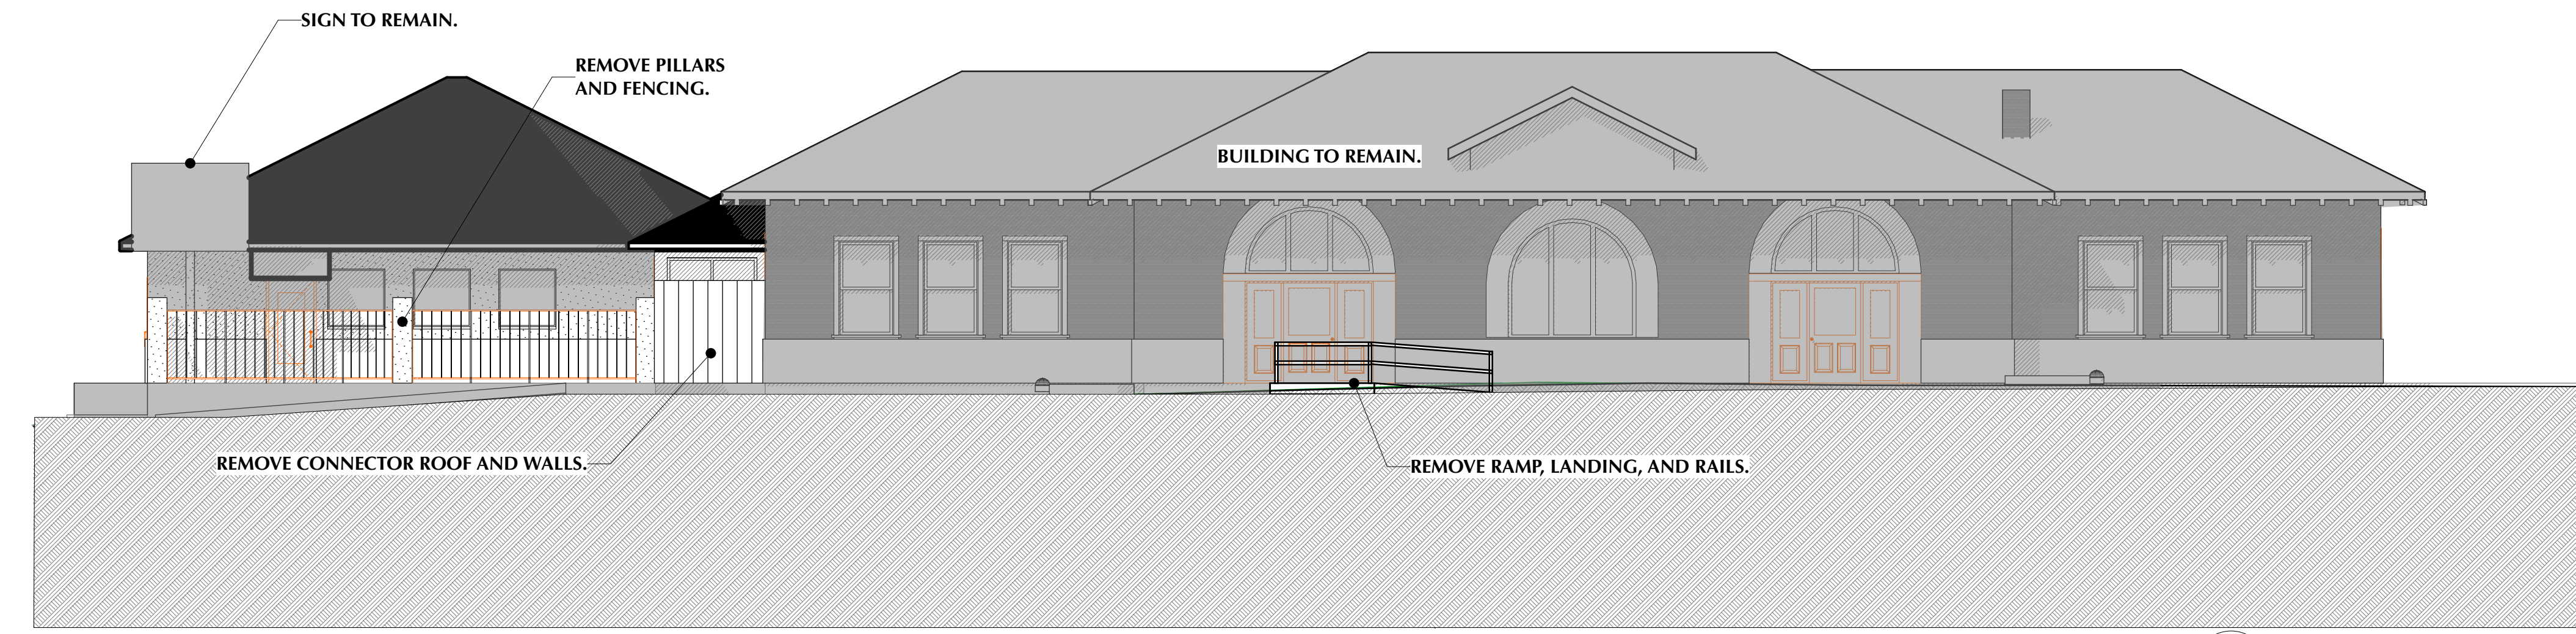 SIGN TO REMAIN.
REMOVE PILLARS
AND FENCING.
BUILDING TO REMAIN.
REMOVE CONNECTOR ROOF AND WALLS.
REMOVE RAMP, LANDING, AND RAILS.